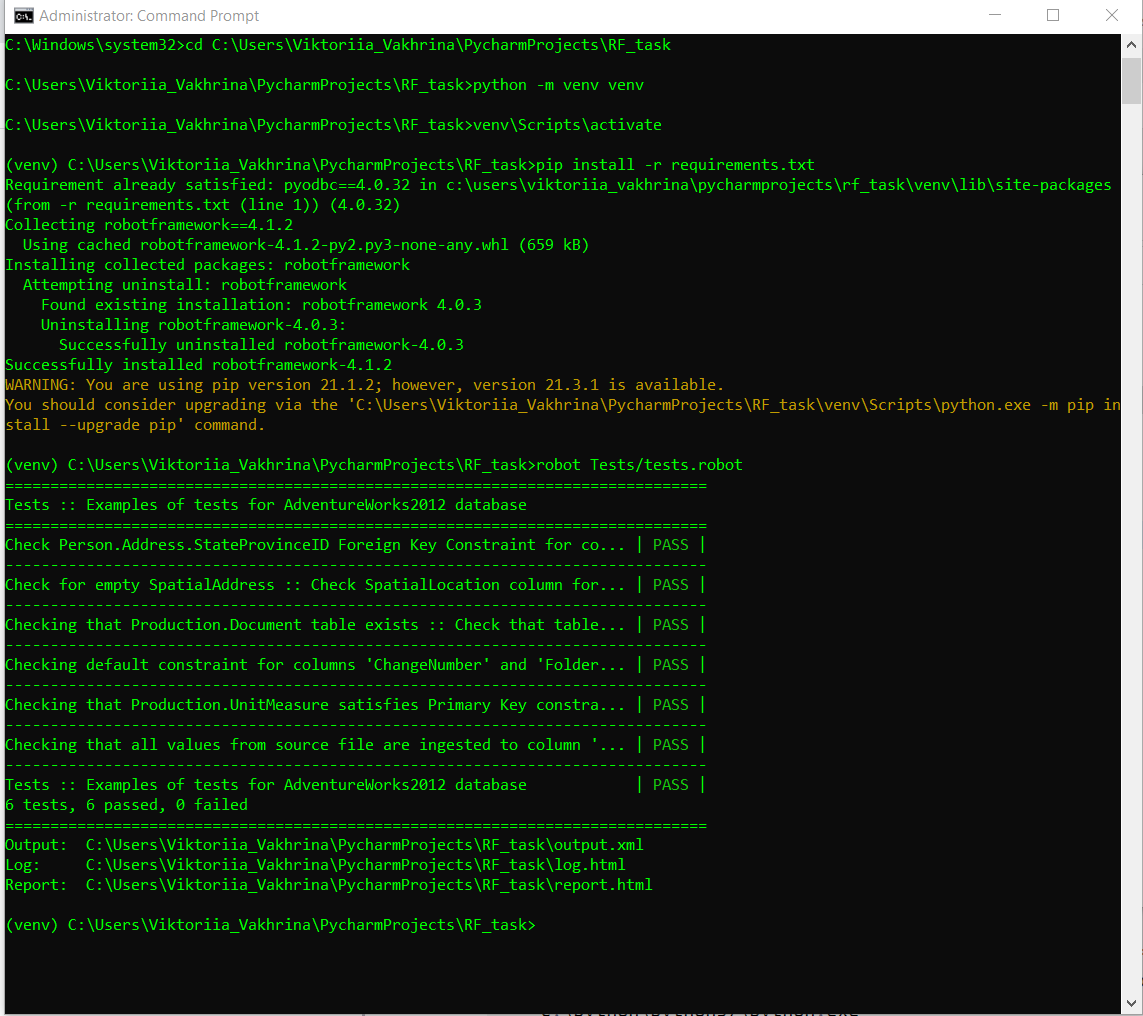 Administrator: Command Prompt
C:\Windows\system32>cd C:\Users\Viktoriia_Vakhrina\PycharmProjects\RF_task
C:\Users\Viktoriia_Vakhrina\PycharmProjects\RF_task>python -m venv venv
C:\Users\Viktoriia_Vakhrina\PycharmProjects\RF_task>venv\Scripts\activate
(venv) C:\Users\Viktoriia_Vakhrina\PycharmProjects\RF_task>pip install -r requirements.txt
Requirement already satisfied: pyodbc==4.0.32 in c:\users\viktoriia_vakhrina\pycharmprojects\rf_task\venv\lib\site-packages
(from -r requirements.txt (line 1)) (4.0.32)
Collecting robotframework==4.1.2
  Using cached robotframework-4.1.2-py2.py3-none-any.whl (659 kB)
Installing collected packages: robotframework
  Attempting uninstall: robotframework
    Found existing installation: robotframework 4.0.3
    Uninstalling robotframework-4.0.3:
      Successfully uninstalled robotframework-4.0.3
Successfully installed robotframework-4.1.2
WARNING: You are using pip version 21.1.2; however, version 21.3.1 is available.
You should consider upgrading via the 'C:\Users\Viktoriia_Vakhrina\PycharmProjects\RF_task\venv\Scripts\python.exe -m pip in
stall --upgrade pip' command.
(venv) C:\Users\Viktoriia_Vakhrina\PycharmProjects\RF_task>robot Tests/tests.robot
==============================================================================
Tests :: Examples of tests for AdventureWorks2012 database
==============================================================================
Check Person.Address.StateProvinceID Foreign Key Constraint for co... | PASS |
------------------------------------------------------------------------------
Check for empty SpatialAddress :: Check SpatialLocation column for... | PASS |
------------------------------------------------------------------------------
Checking that Production.Document table exists :: Check that table... | PASS |
------------------------------------------------------------------------------
Checking default constraint for columns 'ChangeNumber' and 'Folder... | PASS |
------------------------------------------------------------------------------
Checking that Production.UnitMeasure satisfies Primary Key constra... | PASS |
------------------------------------------------------------------------------
Checking that all values from source file are ingested to column '... | PASS |
------------------------------------------------------------------------------
Tests :: Examples of tests for AdventureWorks2012 database            | PASS |
6 tests, 6 passed, 0 failed
==============================================================================
Output:  C:\Users\Viktoriia_Vakhrina\PycharmProjects\RF_task\output.xml
Log:     C:\Users\Viktoriia_Vakhrina\PycharmProjects\RF_task\log.html
Report:  C:\Users\Viktoriia_Vakhrina\PycharmProjects\RF_task\report.html
(venv) C:\Users\Viktoriia_Vakhrina\PycharmProjects\RF_task>